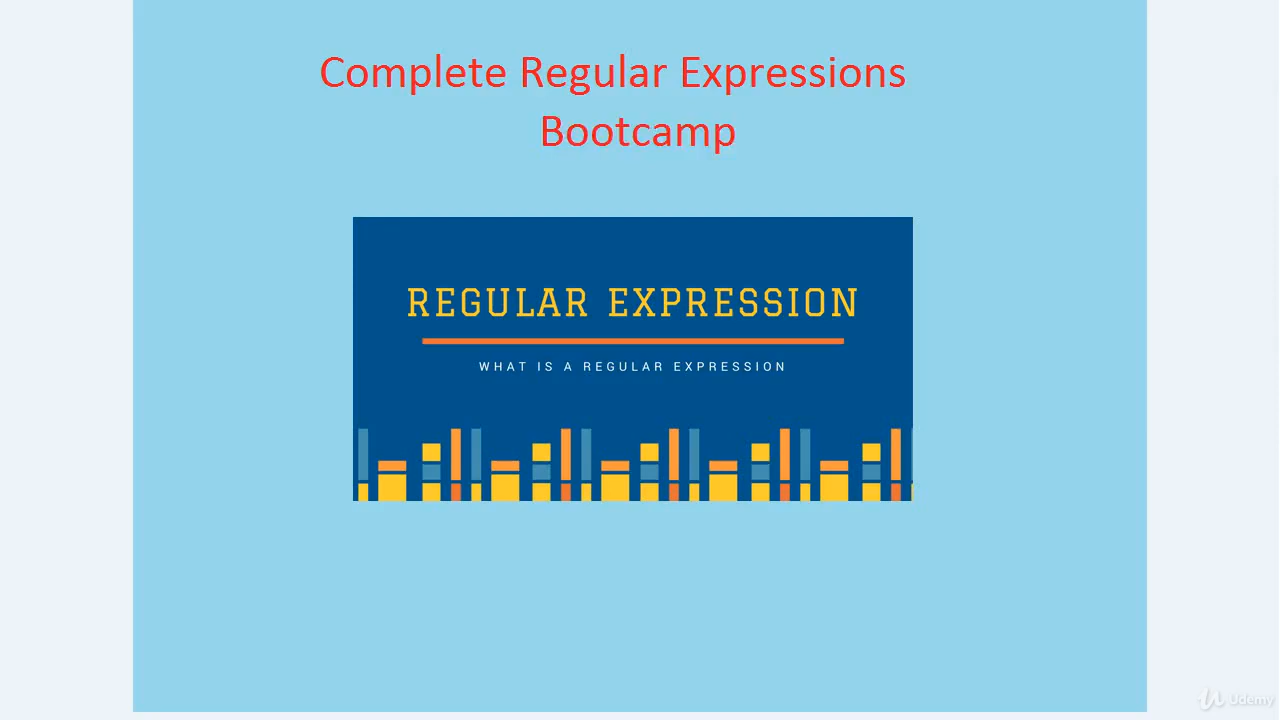 Complete Regular Expressions
Bootcamp
REGULAR EXPRESSION
WHAT IS A REGULAR EXPRESSION
Udemy